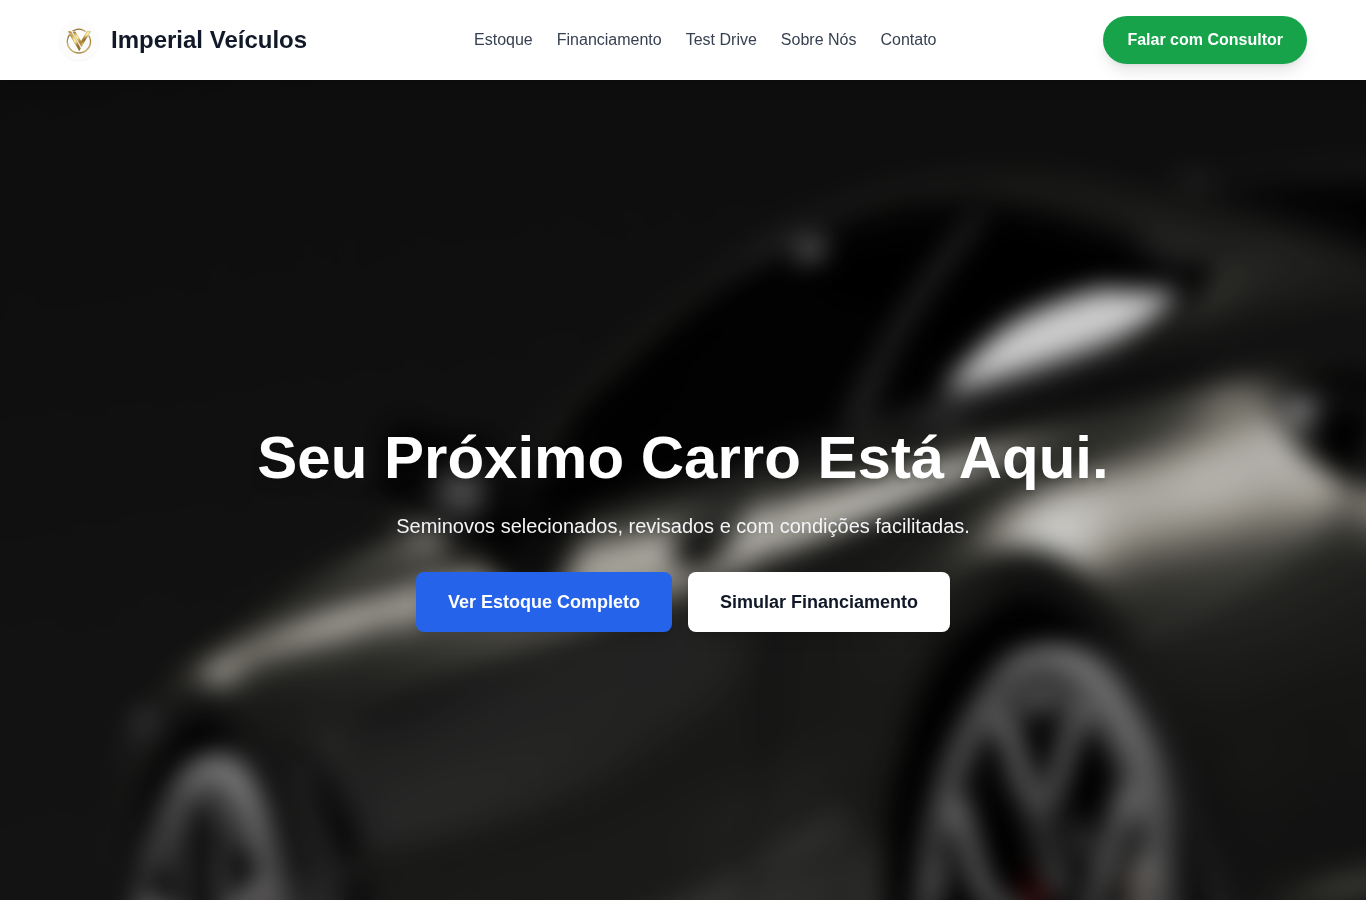 Imperial Veículos
Estoque
Financiamento
Test Drive
Sobre Nós
Contato
Falar com Consultor
Seu Próximo Carro Está Aqui.
Seminovos selecionados, revisados e com condições facilitadas.
Ver Estoque Completo
Simular Financiamento